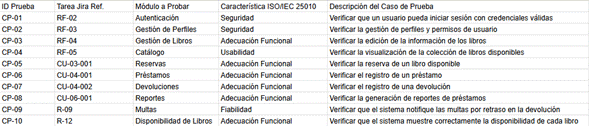 ID Prueba Tarea Jira Ref. Módulo a Probar Característica ISO/IEC 25010 Descripción del Caso de Prueba
CP-01 RF-02 Autenticación Seguridad Verificar que un usuario pueda iniciar sesión con credenciales válidas
CP-02 RF-03 Gestión de Perfiles Seguridad Verificar la gestión de perfiles y permisos de usuario
CP-03 RF-04 Gestión de Libros Adecuación Funcional Verificar la edición de la información de los libros
CP-04 RF-05 Catálogo Usabilidad Verificar la visualización de la colección de libros disponibles
CP-05 CU-03-001 Reservas Adecuación Funcional Verificar la reserva de un libro disponible
CP-06 CU-04-001 Préstamos Adecuación Funcional Verificar el registro de un préstamo
CP-07 CU-04-002 Devoluciones Adecuación Funcional Verificar el registro de una devolución
CP-08 CU-06-001 Reportes Adecuación Funcional Verificar la generación de reportes de préstamos
CP-09 R-09 Multas Fiabilidad Verificar que el sistema notifique las multas por retraso en la devolución
CP-10 R-12 Disponibilidad de Libros Adecuación Funcional Verificar que el sistema muestre correctamente la disponibilidad de cada libro